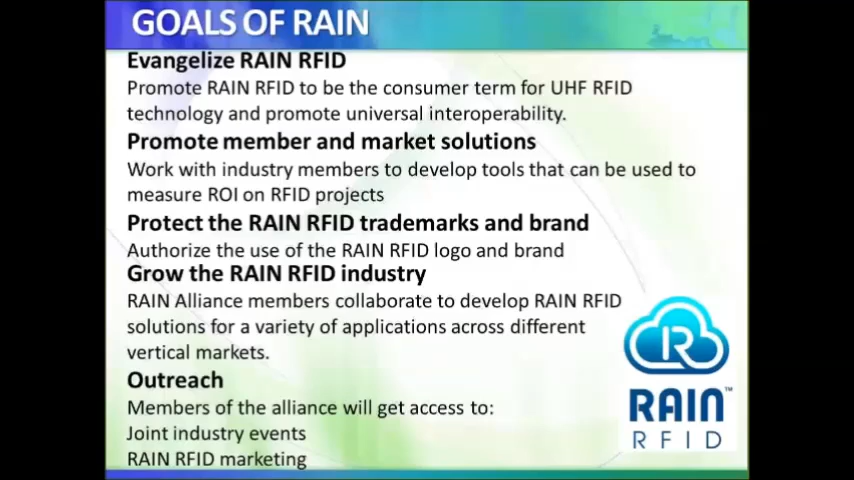 GOALS OF RAIN
Evangelize RAIN RFID
Promote RAIN RFID to be the consumer term for UHF RFID
technology and promote universal interoperability.
Promote member and market solutions
Work with industry members to develop tools that can be used to
measure ROI on RFID projects
Protect the RAIN RFID trademarks and brand
Authorize the use of the RAIN RFID logo and brand
Grow the RAIN RFID industry
RAIN Alliance members collaborate to develop RAIN RFID
solutions for a variety of applications across different
vertical markets.
Outreach
Members of the alliance will get access to:
Joint industry events
RAIN RFID marketing
R
RAIN™
RFID